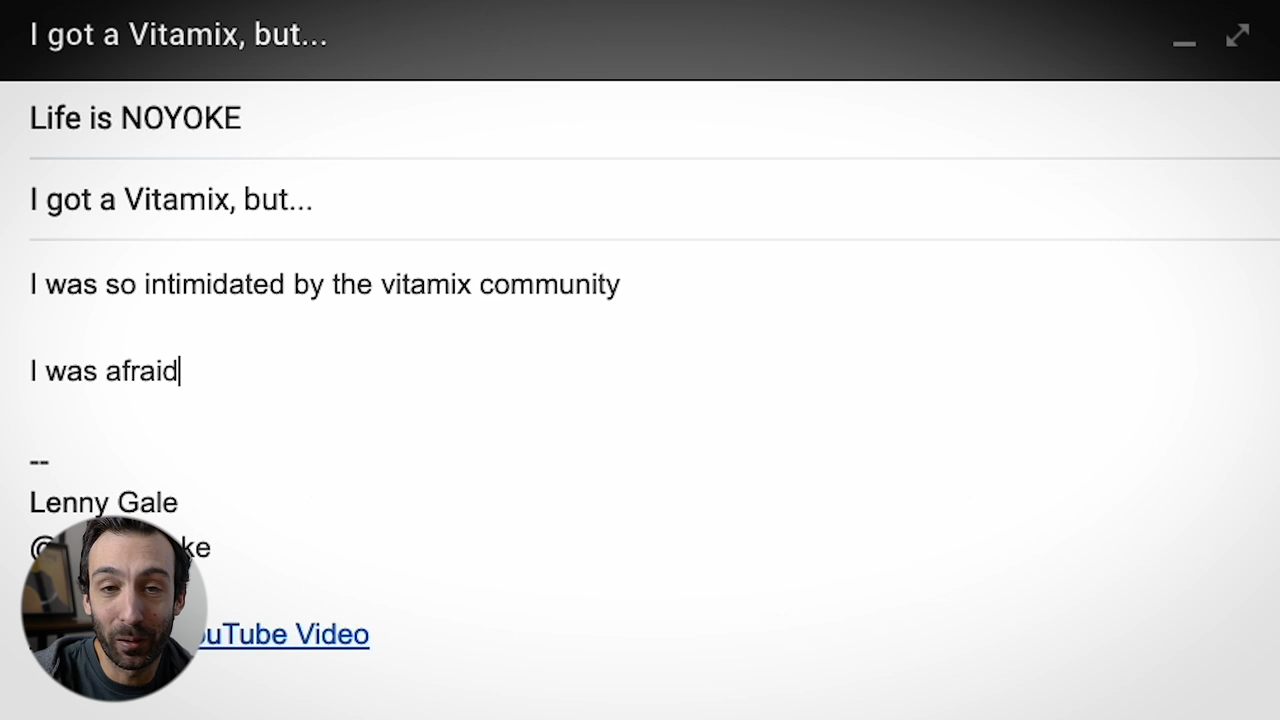 I got a Vitamix, but...
Life is NOYOKE
I got a Vitamix, but...
I was so intimidated by the vitamix community
I was afraid
--
Lenny Gale
Video